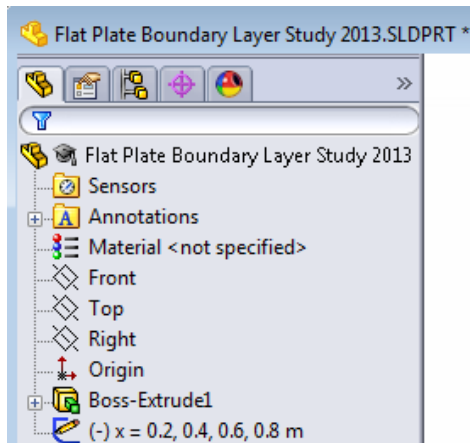 Flat Plate Boundary Layer Study 2013.SLDPRT *
»
Flat Plate Boundary Layer Study 2013
Sensors
A Annotations
Material <not specified>
Front
Top
Right
Origin
Boss-Extrude1
(-) x = 0.2, 0.4, 0.6, 0.8 m